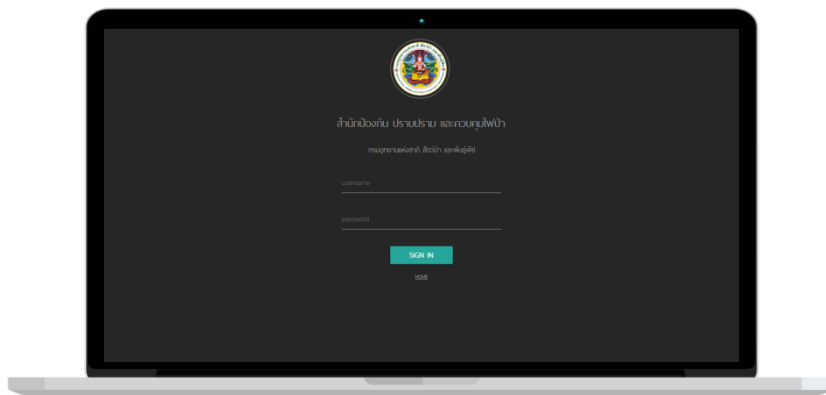 สำนักป้องกัน ปราบปราม และควบคุมไฟป่า
กรมอุทยานแห่งชาติ สัตว์ป่า และพันธุ์พืช
username
password
SIGN IN
HOME